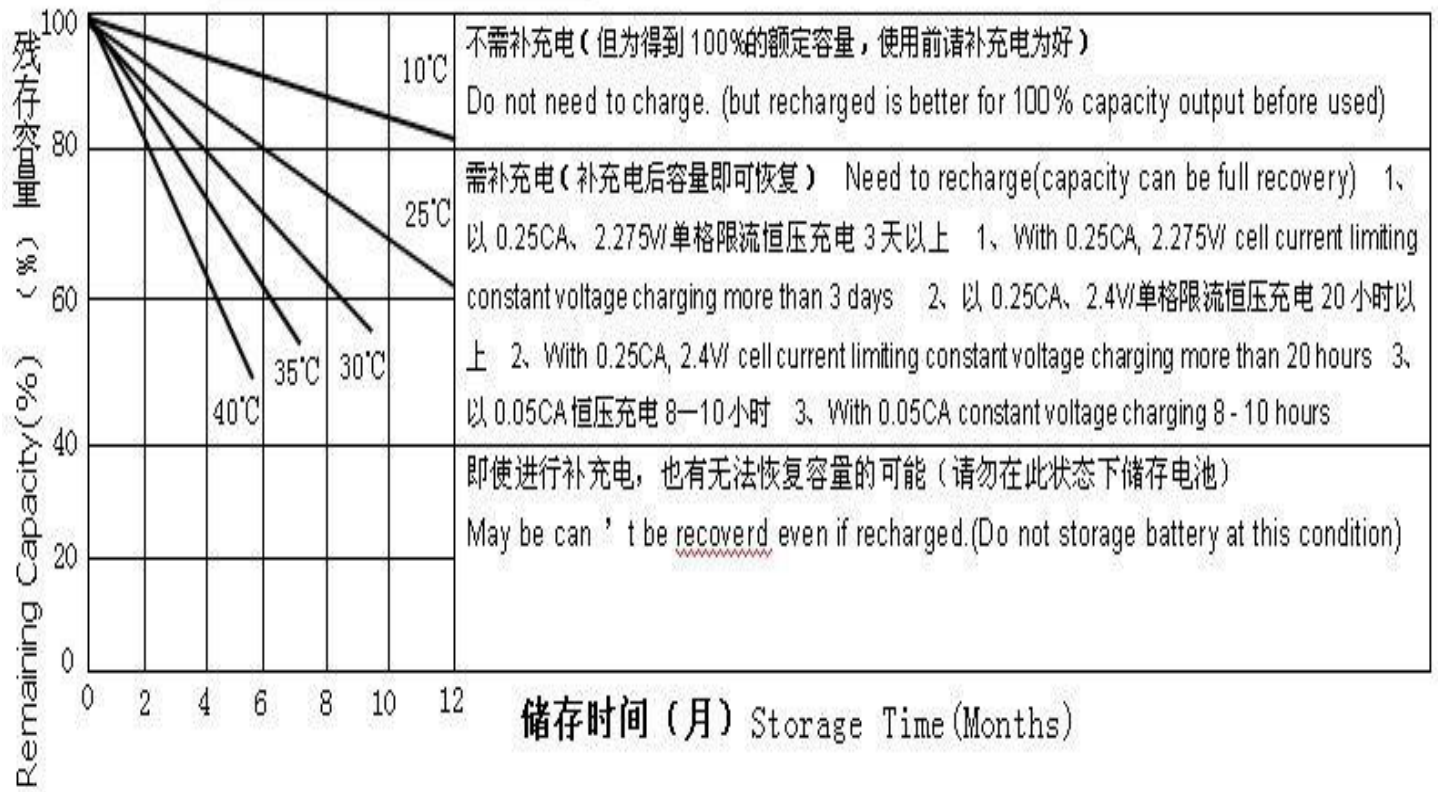 残存容量 (%) Remaining Capacity(%)
100
80
60
40
20
0
10℃
25℃
30℃
35℃
40℃
不需补充电(但为得到100%的额定容量,使用前请补充电为好)
Do not need to charge. (but recharged is better for 100% capacity output before used)
需补充电(补充电后容量即可恢复) Need to recharge(capacity can be full recovery) 1、
以 0.25CA、2.275V/单格限流恒压充电 3 天以上 1、With 0.25CA, 2.275V/ cell current limiting
constant voltage charging more than 3 days 2、以 0.25CA、2.4V/单格限流恒压充电 20 小时以
上 2、With 0.25CA, 2.4V/ cell current limiting constant voltage charging more than 20 hours 3、
以 0.05CA 恒压充电 8—10 小时 3、With 0.05CA constant voltage charging 8 - 10 hours
即使进行补充电，也有无法恢复容量的可能（请勿在此状态下储存电池）
May be can ’ t be recoverd even if recharged.(Do not storage battery at this condition)
0 2 4 6 8 10 12
储存时间（月）Storage Time(Months)